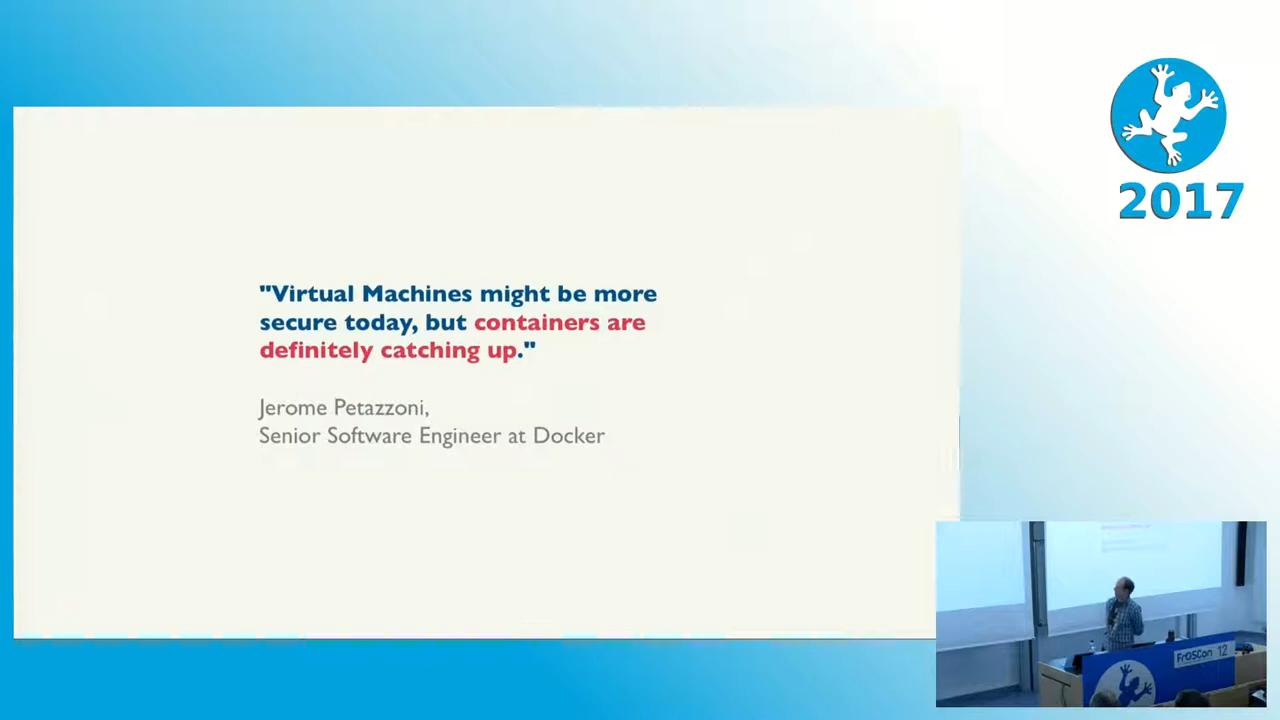 2017
"Virtual Machines might be more
secure today, but containers are
definitely catching up."
Jerome Petazzoni,
Senior Software Engineer at Docker
FrOSCon 12